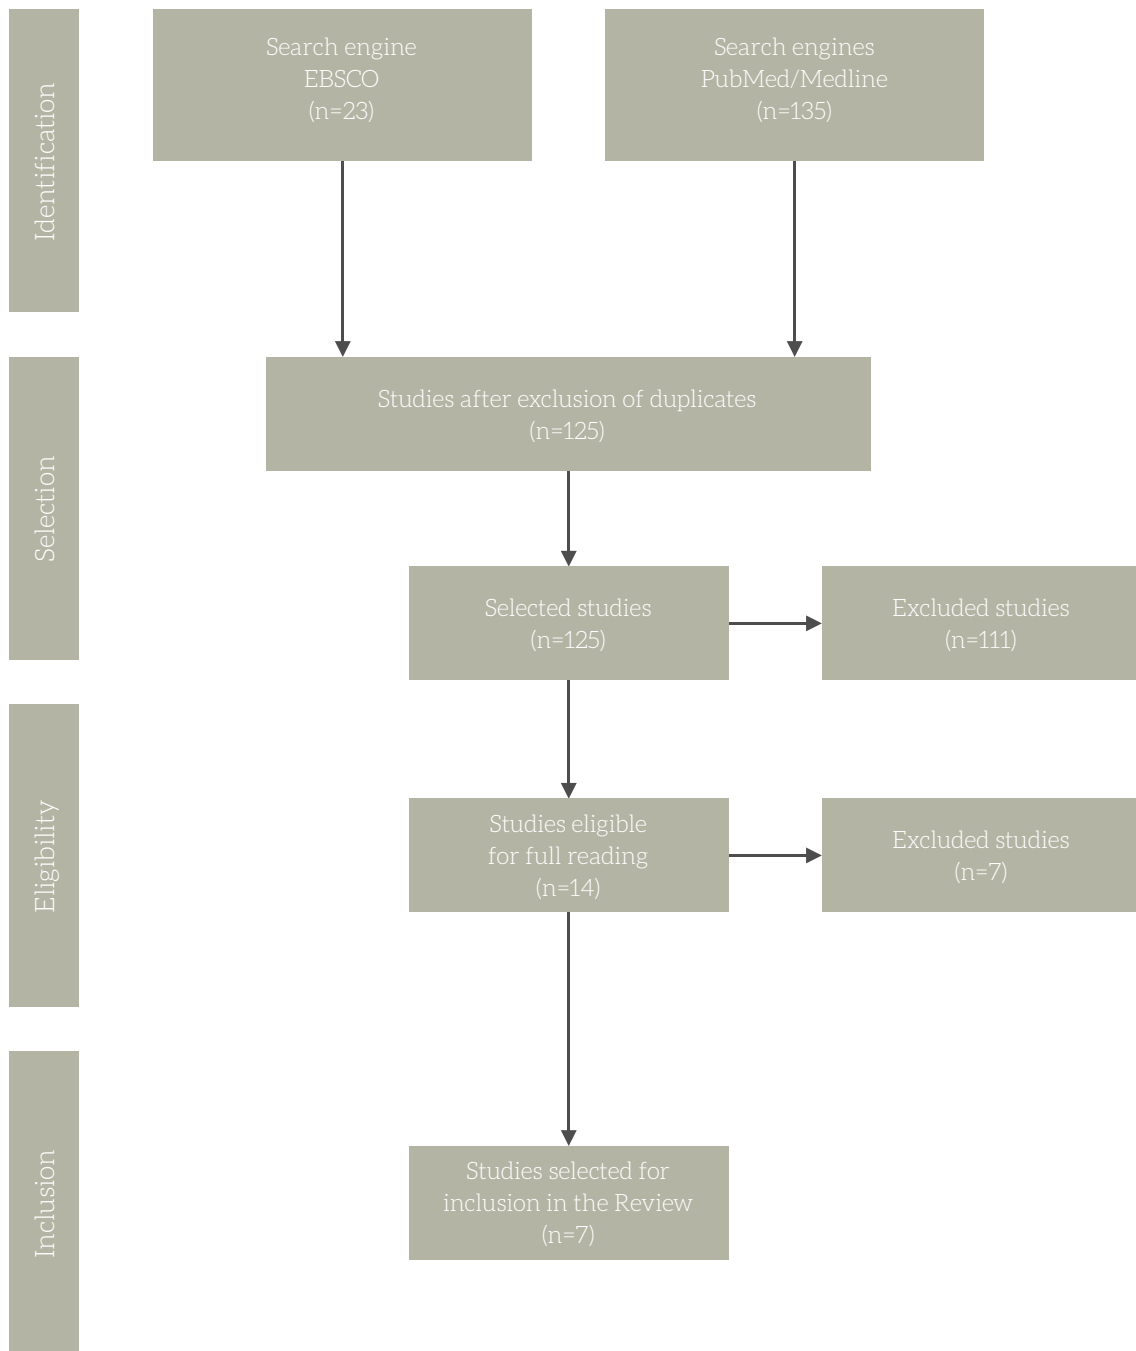 Identification
Search engine
EBSCO
(n=23)
Search engines
PubMed/Medline
(n=135)
Selection
Studies after exclusion of duplicates
(n=125)
Selected studies
(n=125)
Excluded studies
(n=111)
Eligibility
Studies eligible
for full reading
(n=14)
Excluded studies
(n=7)
Inclusion
Studies selected for
inclusion in the Review
(n=7)